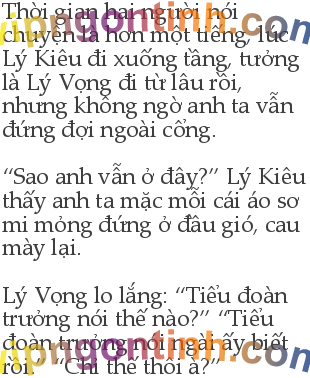 Thời gian hai người nói
chuyện là hơn một tiếng, lúc
Lý Kiêu đi xuống tầng, tưởng
là Lý Vọng đi từ lâu rồi,
nhưng không ngờ anh ta vẫn
đứng đợi ngoài cổng.
“Sao anh vẫn ở đây?” Lý Kiêu
thấy anh ta mặc mỗi cái áo sơ
mi mỏng đứng ở đầu gió, cau
mày lại.
Lý Vọng lo lắng: “Tiểu đoàn
trưởng nói thế nào?” “Tiểu
đoàn trưởng nói ngài ấy biết
rồi.” “Chỉ thế thôi à?”
vipngontinh.com
vipngontinh.com